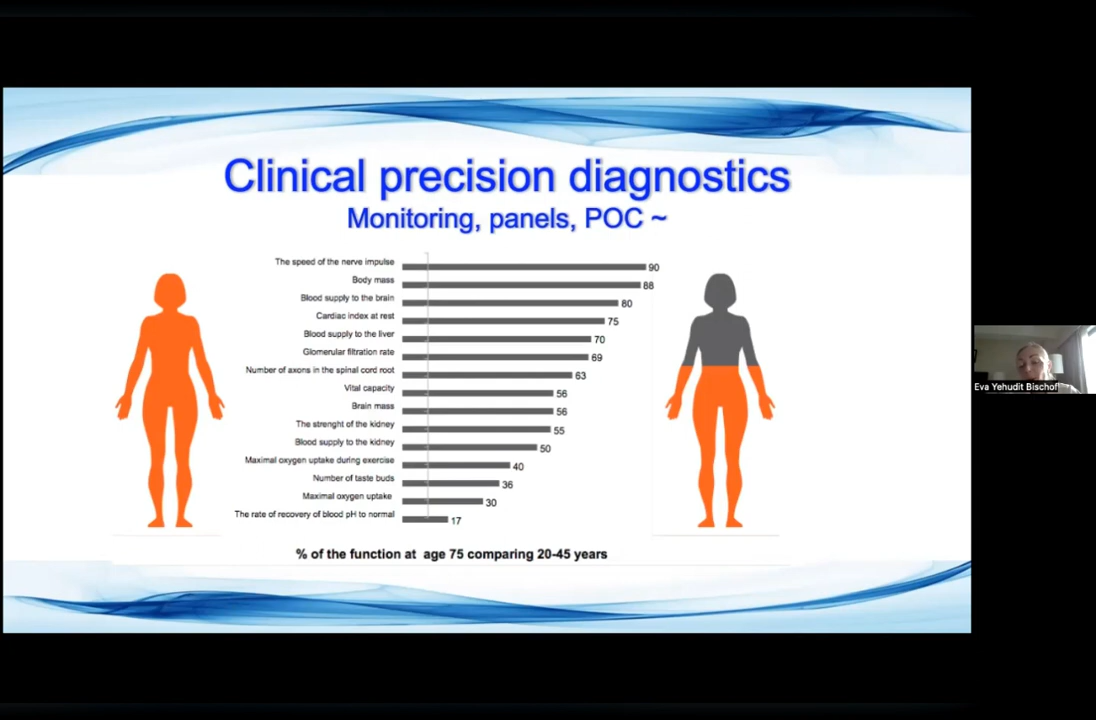 Clinical precision diagnostics
Monitoring, panels, POC ~
The speed of the nerve impulse 90
Body mass 88
Blood supply to the brain 80
Cardiac index at rest 75
Blood supply to the liver 70
Glomerular filtration rate 69
Number of axons in the spinal cord root 63
Vital capacity 56
Brain mass 56
The strenght of the kidney 55
Blood supply to the kidney 50
Maximal oxygen uptake during exercise 40
Number of taste buds 36
Maximal oxygen uptake 30
The rate of recovery of blood pH to normal 17
% of the function at age 75 comparing 20-45 years
Eva Yehudit Bischof